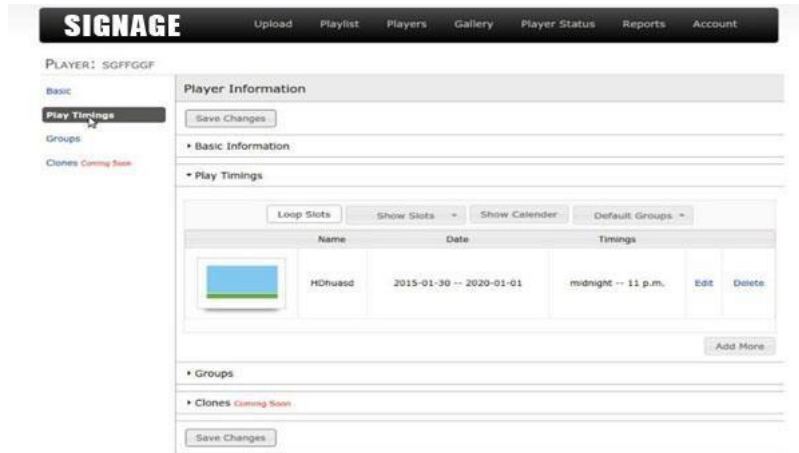 SIGNAGE
Upload Playlist Players Gallery Player Status Reports Account
PLAYER: SGFFGGF
Basic
Play Timings
Groups
Clones Coming Soon
Player Information
Save Changes
Basic Information
Play Timings
Loop Slots Show Slots Show Calender Default Groups
Name Date Timings
HDhuasd 2015-01-30 -- 2020-01-01 midnight -- 11 p.m. Edit Delete
Add More
Groups
Clones Coming Soon
Save Changes